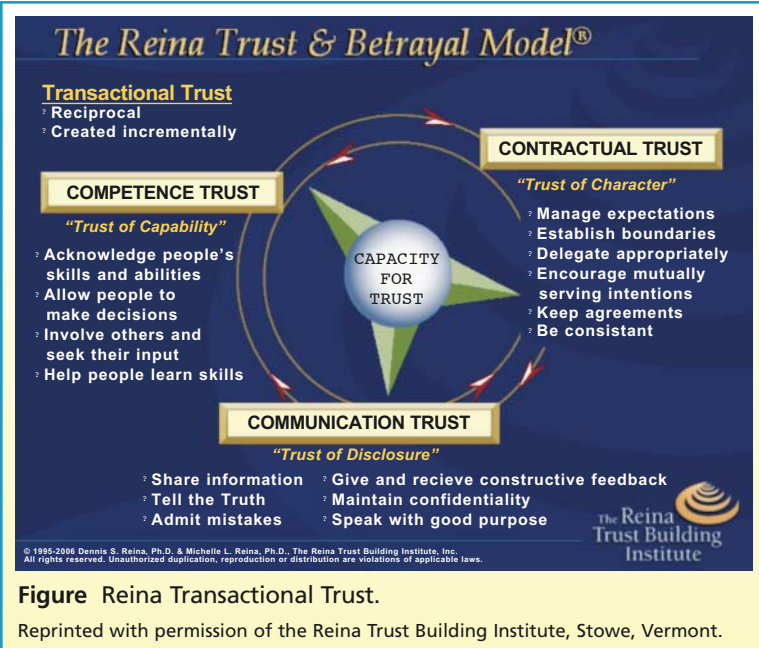 The Reina Trust & Betrayal Model®
Transactional Trust
? Reciprocal
? Created incrementally
COMPETENCE TRUST
"Trust of Capability"
? Acknowledge people's
skills and abilities
? Allow people to
make decisions
? Involve others and
seek their input
? Help people learn skills
CAPACITY
FOR
TRUST
CONTRACTUAL TRUST
"Trust of Character"
? Manage expectations
? Establish boundaries
? Delegate appropriately
? Encourage mutually
serving intentions
? Keep agreements
? Be consistant
COMMUNICATION TRUST
"Trust of Disclosure"
? Share information
? Tell the Truth
? Admit mistakes
? Give and recieve constructive feedback
? Maintain confidentiality
? Speak with good purpose
The Reina
Trust Building
Institute
© 1995-2006 Dennis S. Reina, Ph.D. & Michelle L. Reina, Ph.D., The Reina Trust Building Institute, Inc.
All rights reserved. Unauthorized duplication, reproduction or distribution are violations of applicable laws.
Figure Reina Transactional Trust.
Reprinted with permission of the Reina Trust Building Institute, Stowe, Vermont.